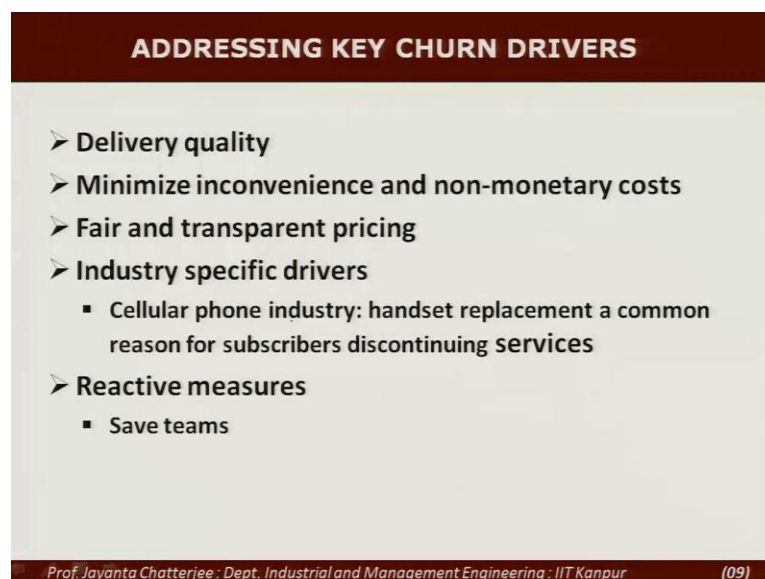 ADDRESSING KEY CHURN DRIVERS
➢ Delivery quality
➢ Minimize inconvenience and non-monetary costs
➢ Fair and transparent pricing
➢ Industry specific drivers
▪ Cellular phone industry: handset replacement a common
reason for subscribers discontinuing services
➢ Reactive measures
▪ Save teams
Prof. Jayanta Chatterjee : Dept. Industrial and Management Engineering : IIT Kanpur (09)